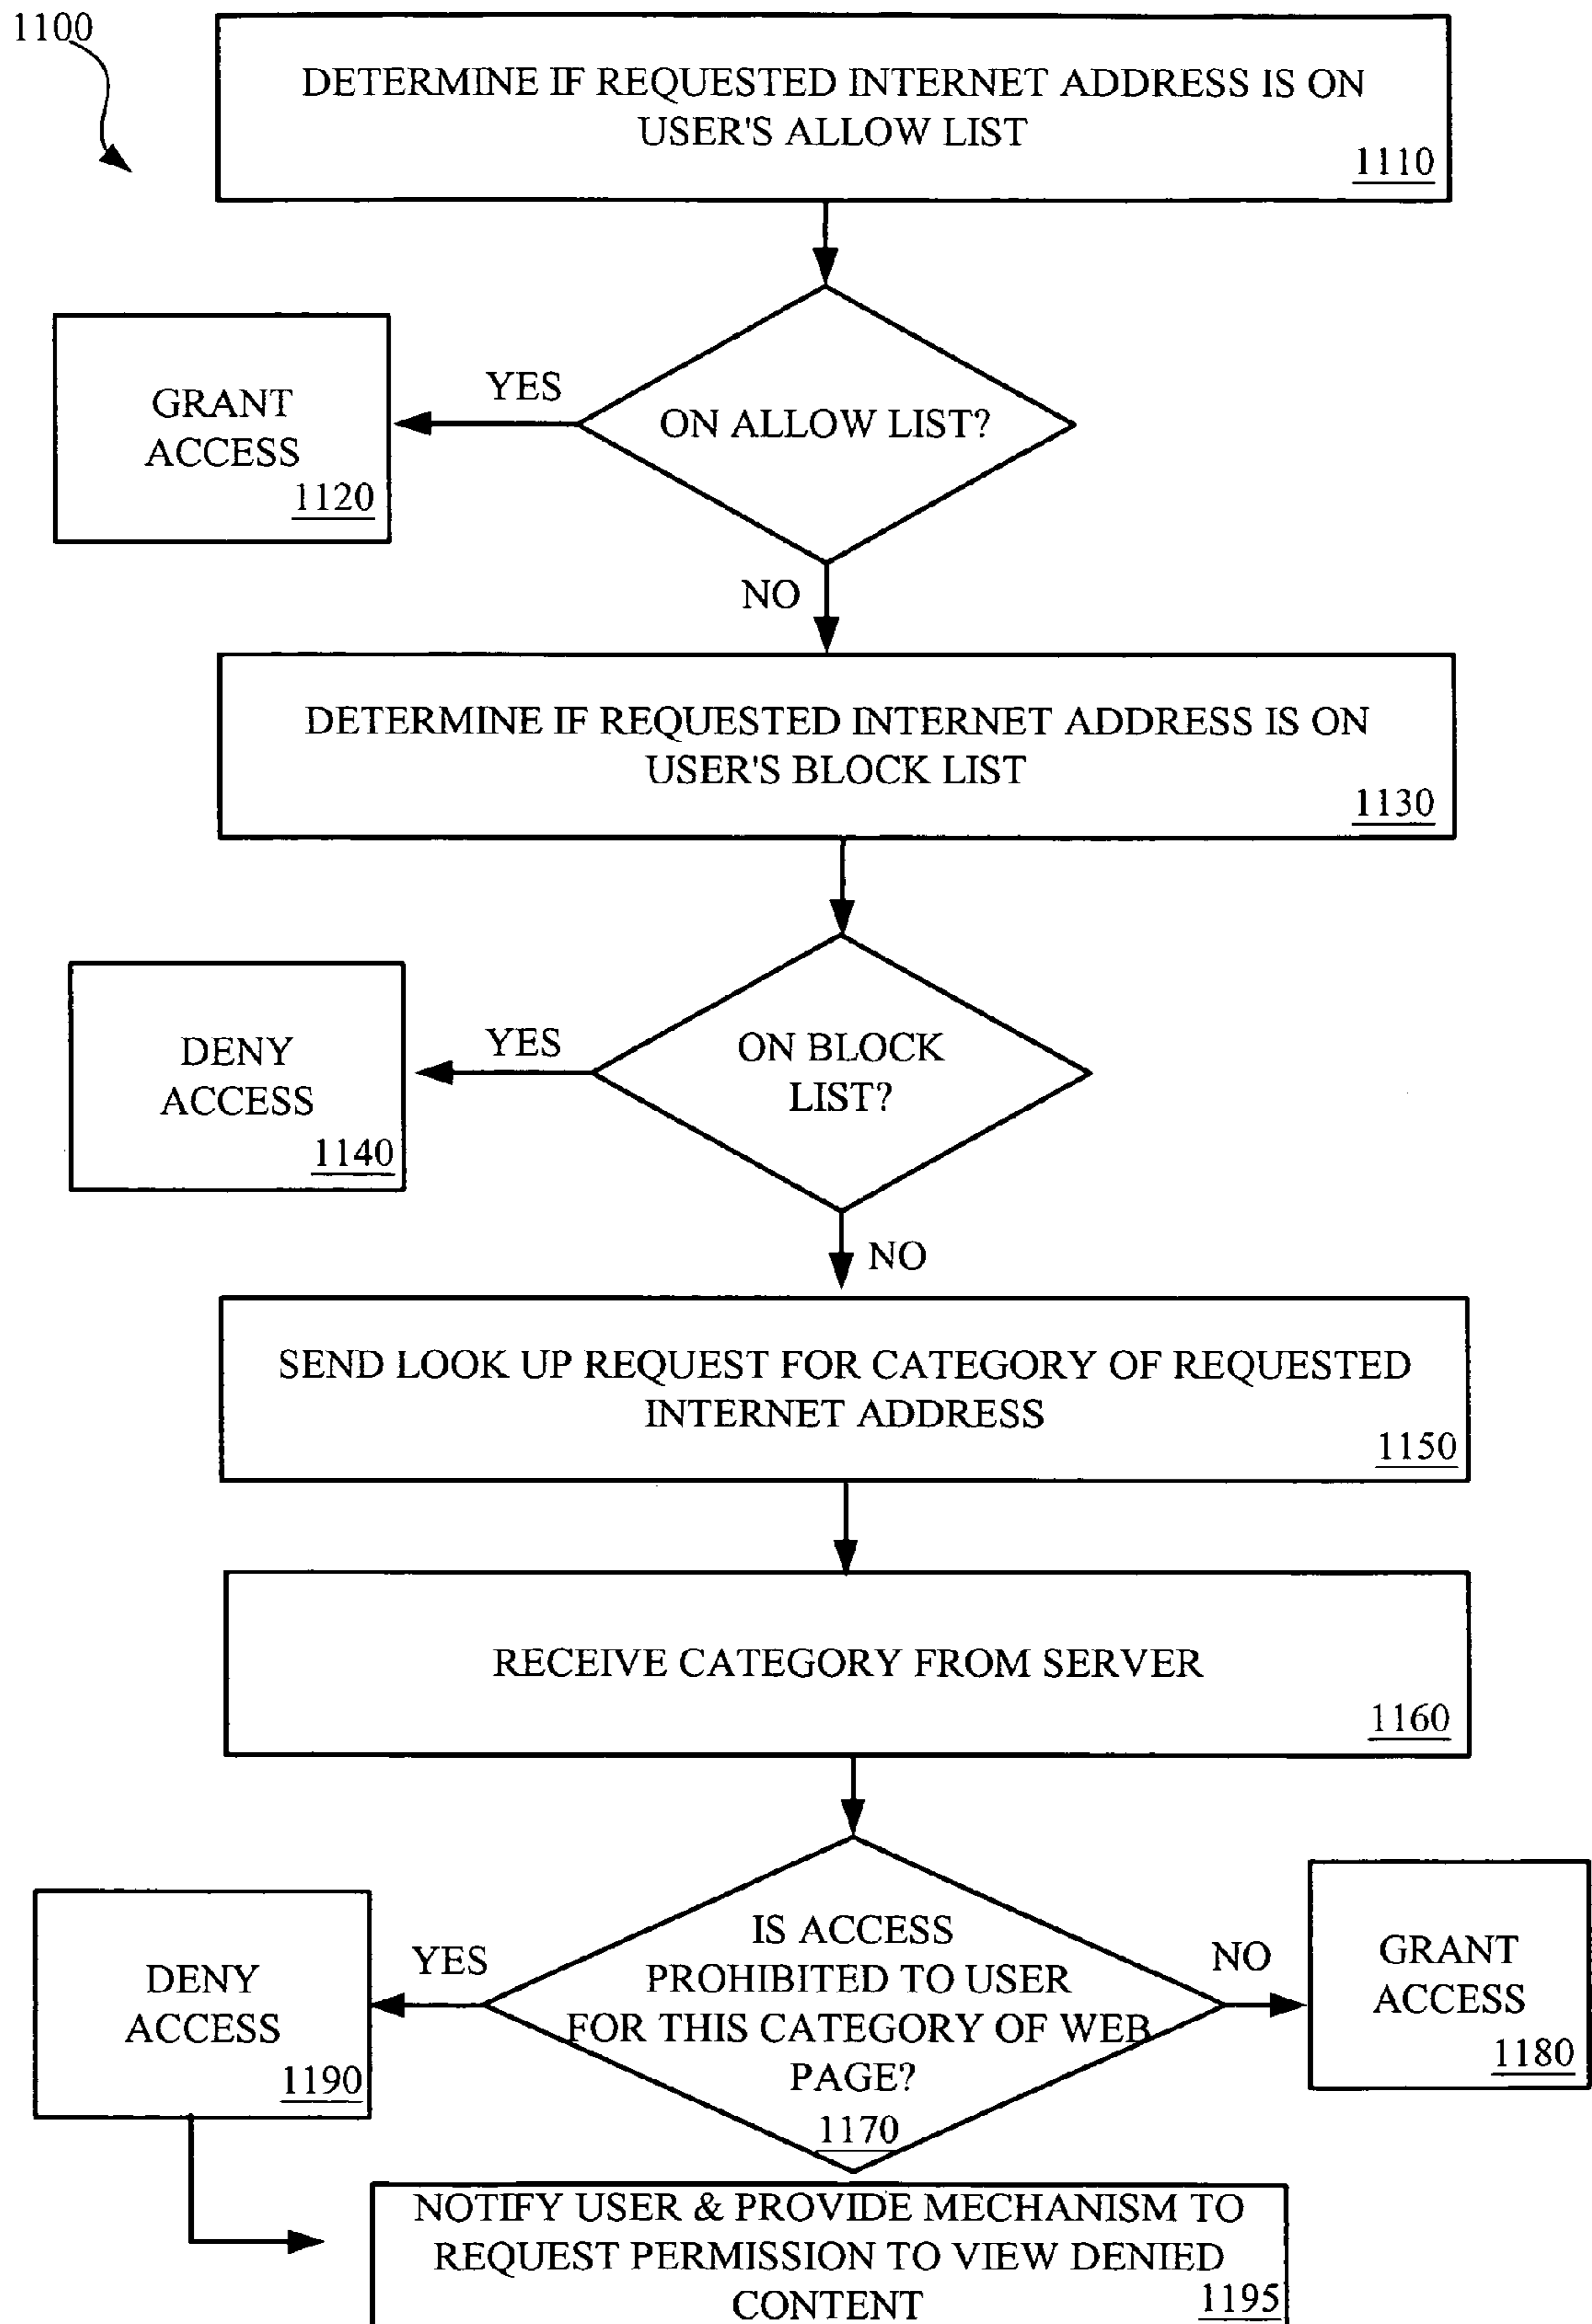 1100
DETERMINE IF REQUESTED INTERNET ADDRESS IS ON
USER'S ALLOW LIST
1110
GRANT
ACCESS
1120
YES
ON ALLOW LIST?
NO
DETERMINE IF REQUESTED INTERNET ADDRESS IS ON
USER'S BLOCK LIST
1130
DENY
ACCESS
1140
YES
ON BLOCK
LIST?
NO
SEND LOOK UP REQUEST FOR CATEGORY OF REQUESTED
INTERNET ADDRESS
1150
RECEIVE CATEGORY FROM SERVER
1160
DENY
ACCESS
1190
YES
IS ACCESS
PROHIBITED TO USER
FOR THIS CATEGORY OF WEB
PAGE?
1170
NO
GRANT
ACCESS
1180
NOTIFY USER & PROVIDE MECHANISM TO
REQUEST PERMISSION TO VIEW DENIED
CONTENT
1195